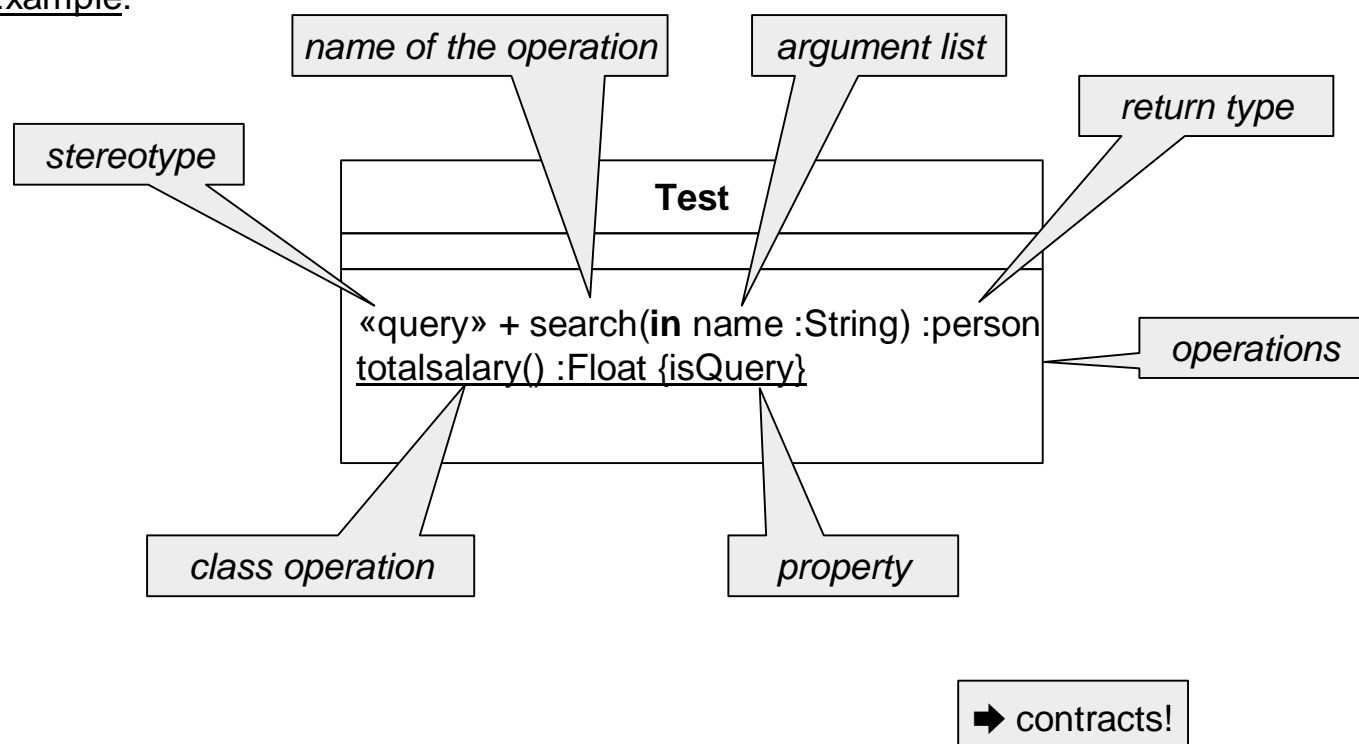 Example:
name of the operation
argument list
return type
stereotype
Test
«query» + search(in name :String) :person
totalsalary() :Float {isQuery}
operations
class operation
property
➨ contracts!